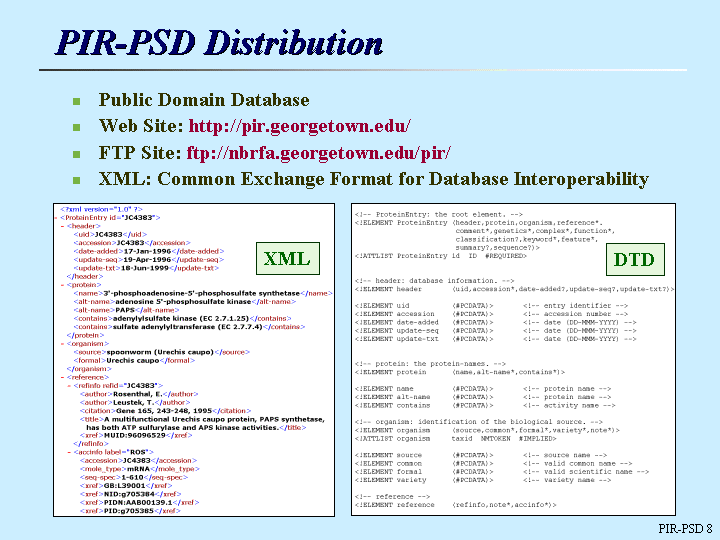 PIR-PSD Distribution
Public Domain Database
Web Site: http://pir.georgetown.edu/
FTP Site: ftp://nbrfa.georgetown.edu/pir/
XML: Common Exchange Format for Database Interoperability
<?xml version="1.0" ?>
- <ProteinEntry id="JC4383">
- <header>
<uid>JC4383</uid>
<accession>JC4383</accession>
<date-added>17-Jan-1996</date-added>
<update-seq>19-Apr-1996</update-seq>
<update-txt>18-Jun-1999</update-txt>
</header>
- <protein>
<name>3'-phosphoadenosine-5'-phosphosulfate synthetase</name>
<alt-name>adenosine 5'-phosphosulfate kinase</alt-name>
<alt-name>PAPS</alt-name>
<contains>adenylylsulfate kinase (EC 2.7.1.25)</contains>
<contains>sulfate adenylyltransferase (EC 2.7.7.4)</contains>
</protein>
- <organism>
<source>spoonworm (Urechis caupo)</source>
<formal>Urechis caupo</formal>
</organism>
- <reference>
- <refinfo refid="JC4383">
<author>Rosenthal, E.</author>
<author>Leustek, T.</author>
<citation>Gene 165, 243-248, 1995</citation>
<title>A multifunctional Urechis caupo protein, PAPS synthetase,
has both ATP sulfurylase and APS kinase activities.</title>
<xref>MUID:96096529</xref>
</refinfo>
- <accinfo label="ROS">
<accession>JC4383</accession>
<mole_type>mRNA</mole_type>
<seq-spec>1-610</seq-spec>
<xref>GB:L39001</xref>
<xref>NID:g705384</xref>
<xref>PIDN:AAB00139.1</xref>
<xref>PID:g705385</xref>
XML
<!-- ProteinEntry: the root element. -->
<!ELEMENT ProteinEntry (header,protein,organism,reference*,
comment*,genetics*,complex*,function*,
classification?,keyword*,feature*,
summary?,sequence?)>
<!ATTLIST ProteinEntry id ID #REQUIRED>
DTD
<!-- header: database information. -->
<!ELEMENT header (uid,accession*,date-added?,update-seq?,update-txt?)>
<!ELEMENT uid (#PCDATA)> <!-- entry identifier -->
<!ELEMENT accession (#PCDATA)> <!-- accession number -->
<!ELEMENT date-added (#PCDATA)> <!-- date (DD-MMM-YYYY) -->
<!ELEMENT update-seq (#PCDATA)> <!-- date (DD-MMM-YYYY) -->
<!ELEMENT update-txt (#PCDATA)> <!-- date (DD-MMM-YYYY) -->
<!-- protein: the protein-names. -->
<!ELEMENT protein (name,alt-name*,contains*)>
<!ELEMENT name (#PCDATA)> <!-- protein name -->
<!ELEMENT alt-name (#PCDATA)> <!-- protein name -->
<!ELEMENT contains (#PCDATA)> <!-- activity name -->
<!-- organism: identification of the biological source. -->
<!ELEMENT organism (source,common*,formal*,variety*,note*)>
<!ATTLIST organism taxid NMTOKEN #IMPLIED>
<!ELEMENT source (#PCDATA)> <!-- source name -->
<!ELEMENT common (#PCDATA)> <!-- valid common name -->
<!ELEMENT formal (#PCDATA)> <!-- valid scientific name -->
<!ELEMENT variety (#PCDATA)> <!-- variety name -->
<!-- reference -->
<!ELEMENT reference (refinfo,note*,accinfo*)>
PIR-PSD 8